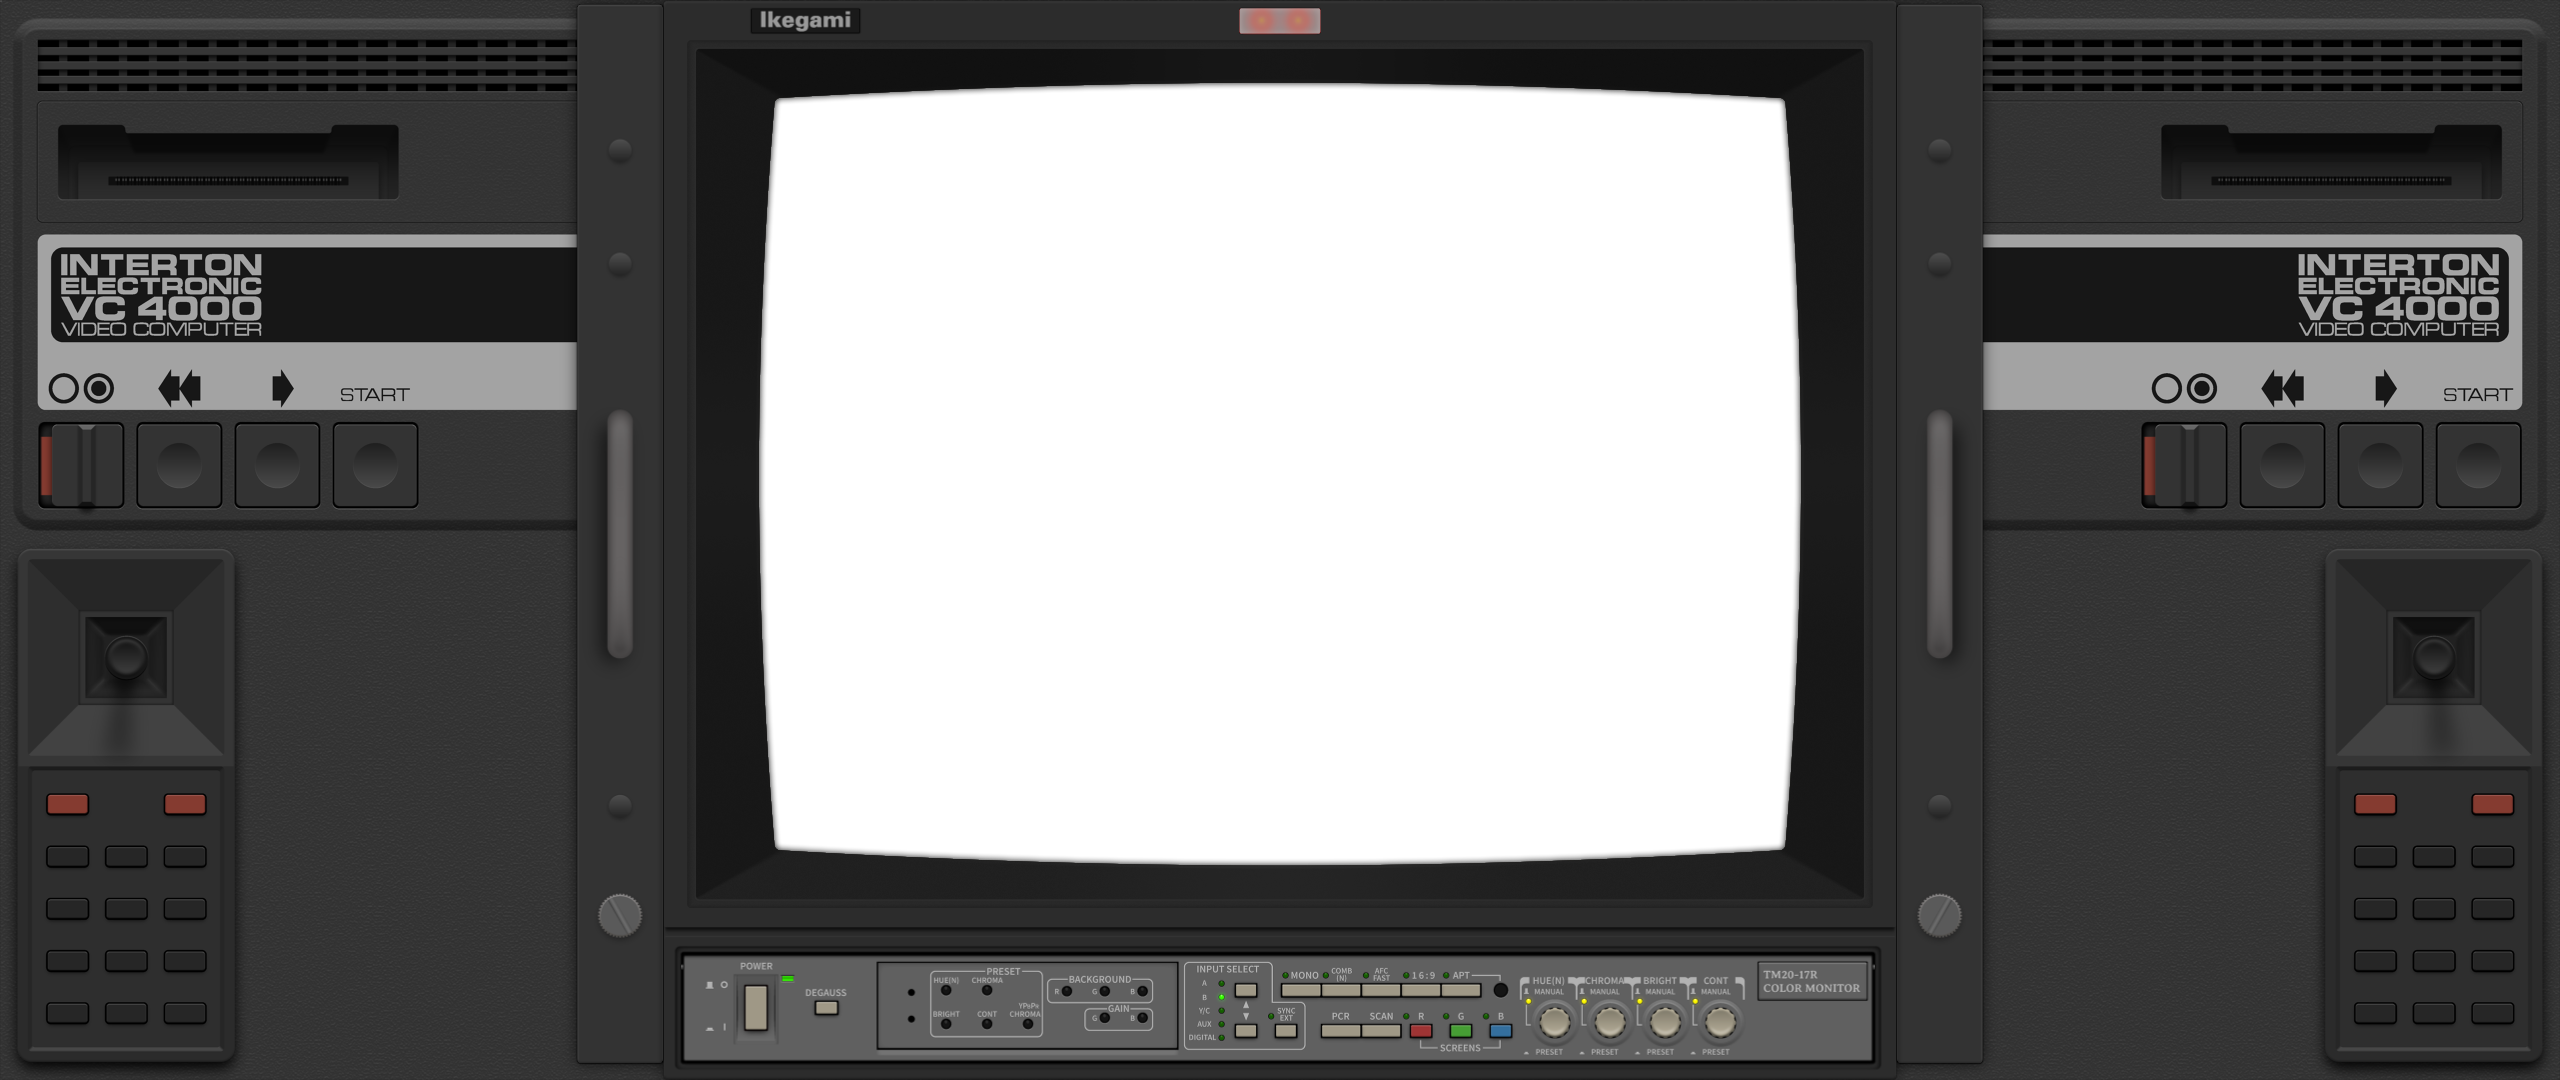 Ikegami
INTERTON
ELECTRONIC
VC 4000
VIDEO COMPUTER
START
INTERTON
ELECTRONIC
VC 4000
VIDEO COMPUTER
START
POWER
DEGAUSS
PRESET
HUE(N) CHROMA
BRIGHT CONT YPBPR CHROMA
BACKGROUND
R G B
GAIN
G B
INPUT SELECT
A
B
Y/C
AUX
DIGITAL
SYNC
EXT
MONO COMB (N) AFC FAST 16:9 APT
PCR SCAN R G B
SCREENS
HUE(N) CHROMA BRIGHT CONT
MANUAL MANUAL MANUAL MANUAL
PRESET PRESET PRESET PRESET
TM20-17R
COLOR MONITOR